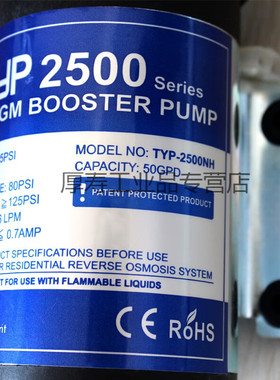 YP 2500 Series
GM BOOSTER PUMP
5PSI
MODEL NO: TYP-2500NH
CAPACITY: 50GPD
厚寿工业品专营店
E: 80PSI
≥125PSI
PATENT PROTECTED PRODUCT
LPM
≤ 0.7AMP
CT SPECIFICATIONS BEFORE USE
R RESIDENTIAL REVERSE OSMOSIS SYSTEM
T FOR USE WITH FLAMMABLE LIQUIDS
CE RoHS
nt